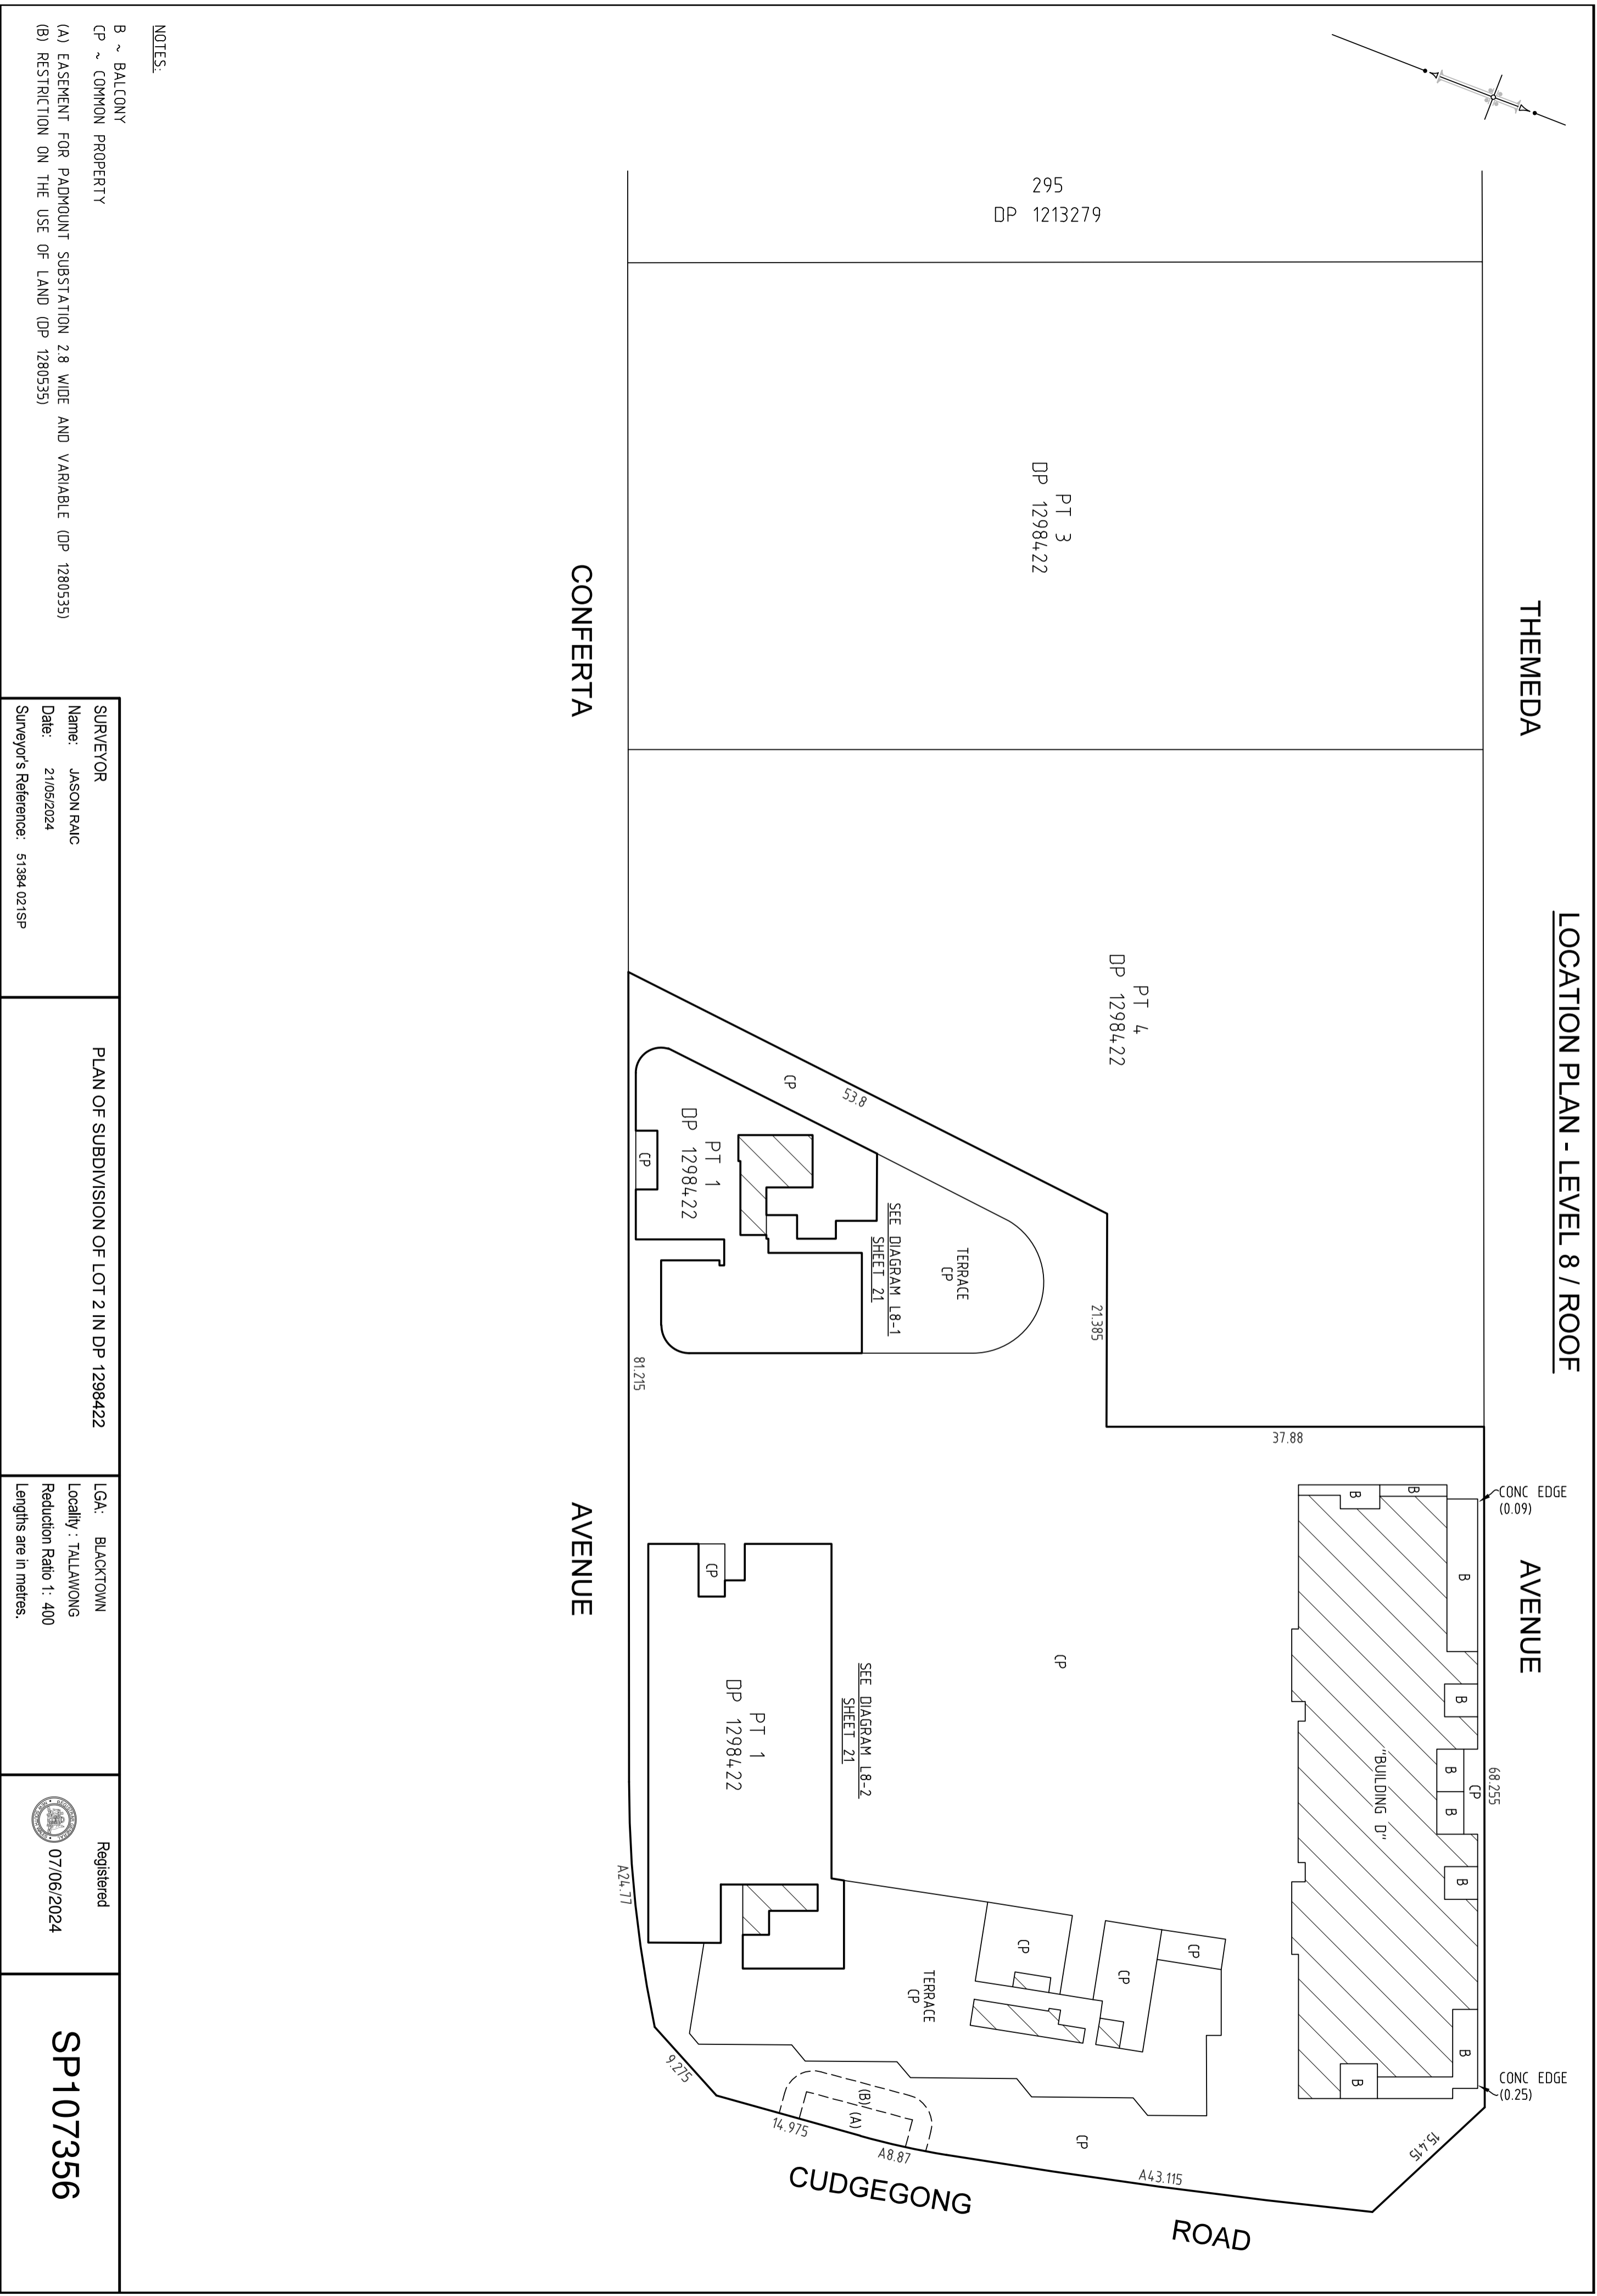 LOCATION PLAN - LEVEL 8 / ROOF
THEMEDA
AVENUE
CONC EDGE
(0.09)
CONC EDGE
(0.25)
68.255
CP
B
B
B
B
B
B
B
B
B
"BUILDING D"
15.415
37.88
295
DP 1213279
PT 3
DP 1298422
PT 4
DP 1298422
21.385
53.8
CP
TERRACE
CP
SEE DIAGRAM L8-1
SHEET 21
PT 1
DP 1298422
CP
81.215
CP
SEE DIAGRAM L8-2
SHEET 21
PT 1
DP 1298422
CP
A24.77
CP
CP
CP
TERRACE
CP
CP
(B)
(A)
9.275
14.975
A8.87
A43.115
CUDGEGONG
ROAD
CONFERTA
AVENUE
NOTES:
B ~ BALCONY
CP ~ COMMON PROPERTY
(A) EASEMENT FOR PADMOUNT SUBSTATION 2.8 WIDE AND VARIABLE (DP 1280535)
(B) RESTRICTION ON THE USE OF LAND (DP 1280535)
SURVEYOR
Name: JASON RAIC
Date: 21/05/2024
Surveyor's Reference: 51384 021SP
PLAN OF SUBDIVISION OF LOT 2 IN DP 1298422
LGA: BLACKTOWN
Locality : TALLAWONG
Reduction Ratio 1: 400
Lengths are in metres.
Registered
07/06/2024
SP107356